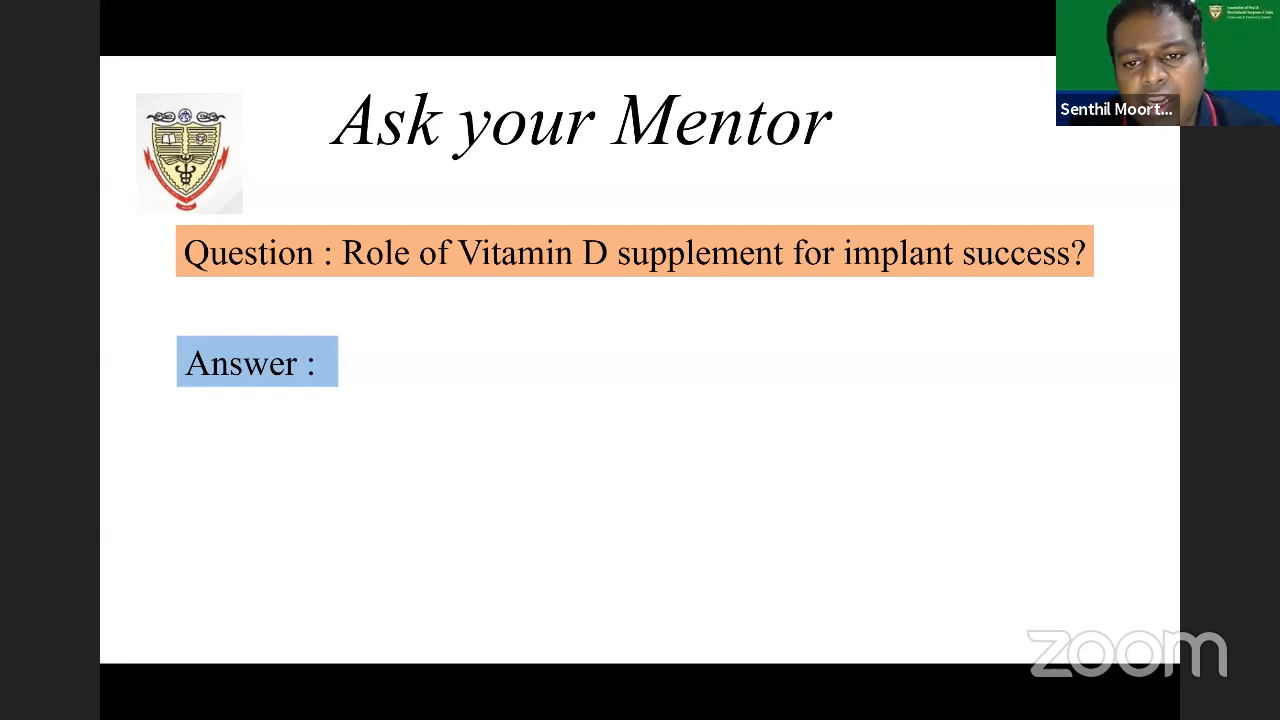 Ask your Mentor
Question : Role of Vitamin D supplement for implant success?
Answer :
Senthil Moort...
zoom